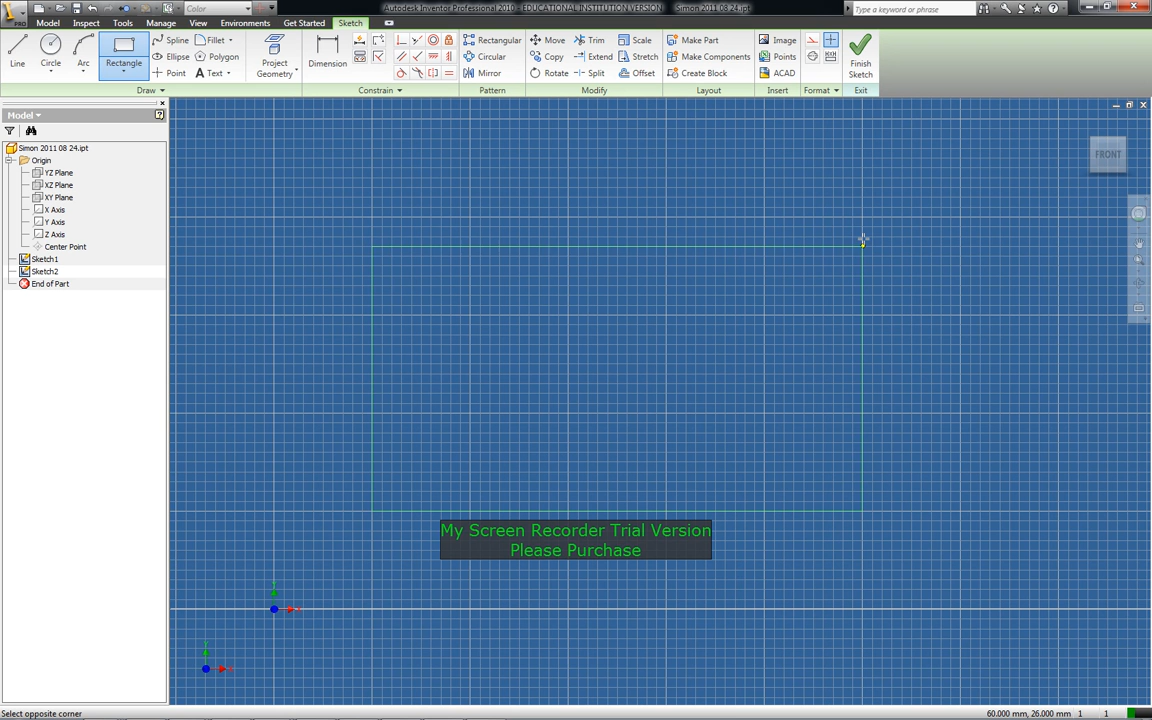 Autodesk Inventor Professional 2010 - EDUCATIONAL INSTITUTION VERSION Simon 2011 08 24.ipt
Color
Type a keyword or phrase
PRO
Model Inspect Tools Manage View Environments Get Started Sketch
Line
Circle
Arc
Rectangle
Spline
Ellipse
Point
Fillet
Polygon
Text
Project
Geometry
Dimension
Rectangular
Circular
Mirror
Move
Copy
Rotate
Trim
Extend
Split
Scale
Stretch
Offset
Make Part
Make Components
Create Block
Image
Points
ACAD
Finish
Sketch
Draw Constrain Pattern Modify Layout Insert Format Exit
Model
Simon 2011 08 24.ipt
Origin
YZ Plane
XZ Plane
XY Plane
X Axis
Y Axis
Z Axis
Center Point
Sketch1
Sketch2
End of Part
FRONT
My Screen Recorder Trial Version
Please Purchase
Select opposite corner
60.000 mm, 26.000 mm 1 1